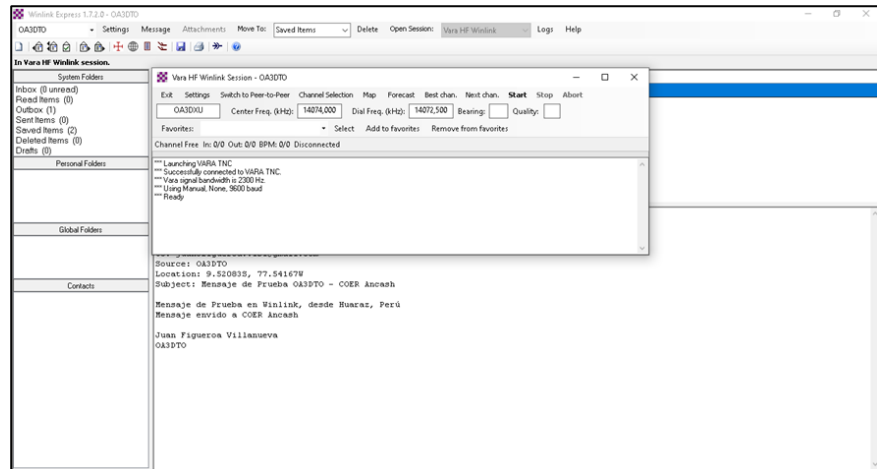 Winlink Express 1.7.2.0 - OA3DTO
OA3DTO Settings Message Attachments Move To: Saved Items Delete Open Session: Vara HF Winlink Logs Help
In Vara HF Winlink session.
System Folders
Inbox (0 unread)
Read Items (0)
Outbox (1)
Sent Items (0)
Saved Items (2)
Deleted Items (0)
Drafts (0)
Personal Folders
Global Folders
Contacts
Vara HF Winlink Session - OA3DTO
Exit Settings Switch to Peer-to-Peer Channel Selection Map Forecast Best chan. Next chan. Start Stop Abort
OA3DXU Center Freq. (kHz): 14074,000 Dial Freq. (kHz): 14072,500 Bearing: Quality:
Favorites: Select Add to favorites Remove from favorites
Channel Free In: 0/0 Out: 0/0 BPM: 0/0 Disconnected
*** Launching VARA TNC
*** Successfully connected to VARA TNC.
*** Vara signal bandwidth is 2300 Hz.
*** Using Manual, None, 9600 baud
*** Ready
Source: OA3DTO
Location: 9.52083S, 77.54167W
Subject: Mensaje de Prueba OA3DTO - COER Ancash
Mensaje de Prueba en Winlink, desde Huaraz, Perú
Mensaje envido a COER Ancash
Juan Figueroa Villanueva
OA3DTO